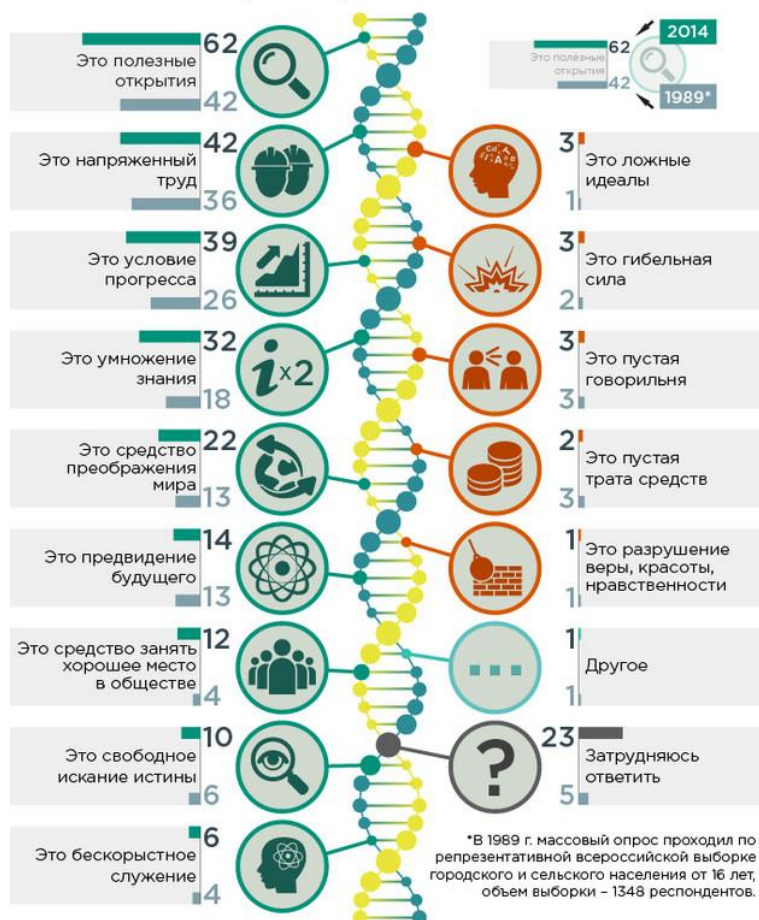 62
Это полезные
открытия
42
2014
62
Это полезные
открытия
42
1989*
42
Это напряженный
труд
36
3
Это ложные
идеалы
1
39
Это условие
прогресса
26
3
Это гибельная
сила
2
32
Это умножение
знания
18
i x2
3
Это пустая
говорильня
3
22
Это средство
преображения
мира
13
2
Это пустая
трата средств
3
14
Это предвидение
будущего
13
1
Это разрушение
веры, красоты,
нравственности
1
12
Это средство занять
хорошее место
в обществе
4
...
1
Другое
1
10
Это свободное
искание истины
6
?
23
Затрудняюсь
ответить
5
6
Это бескорыстное
служение
4
*В 1989 г. массовый опрос проходил по
репрезентативной всероссийской выборке
городского и сельского населения от 16 лет,
объем выборки – 1348 респондентов.